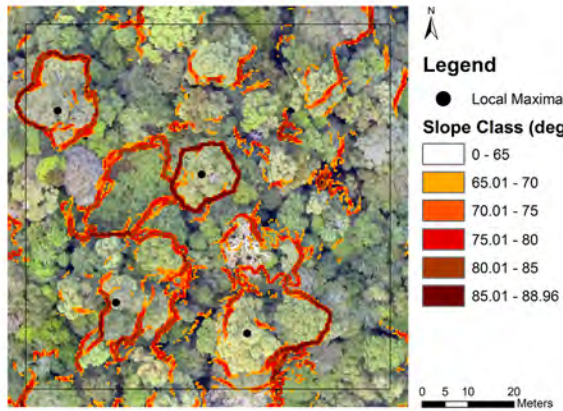 N
Legend
Local Maxima
Slope Class (deg
0 - 65
65.01 - 70
70.01 - 75
75.01 - 80
80.01 - 85
85.01 - 88.96
0 5 10 20
Meters